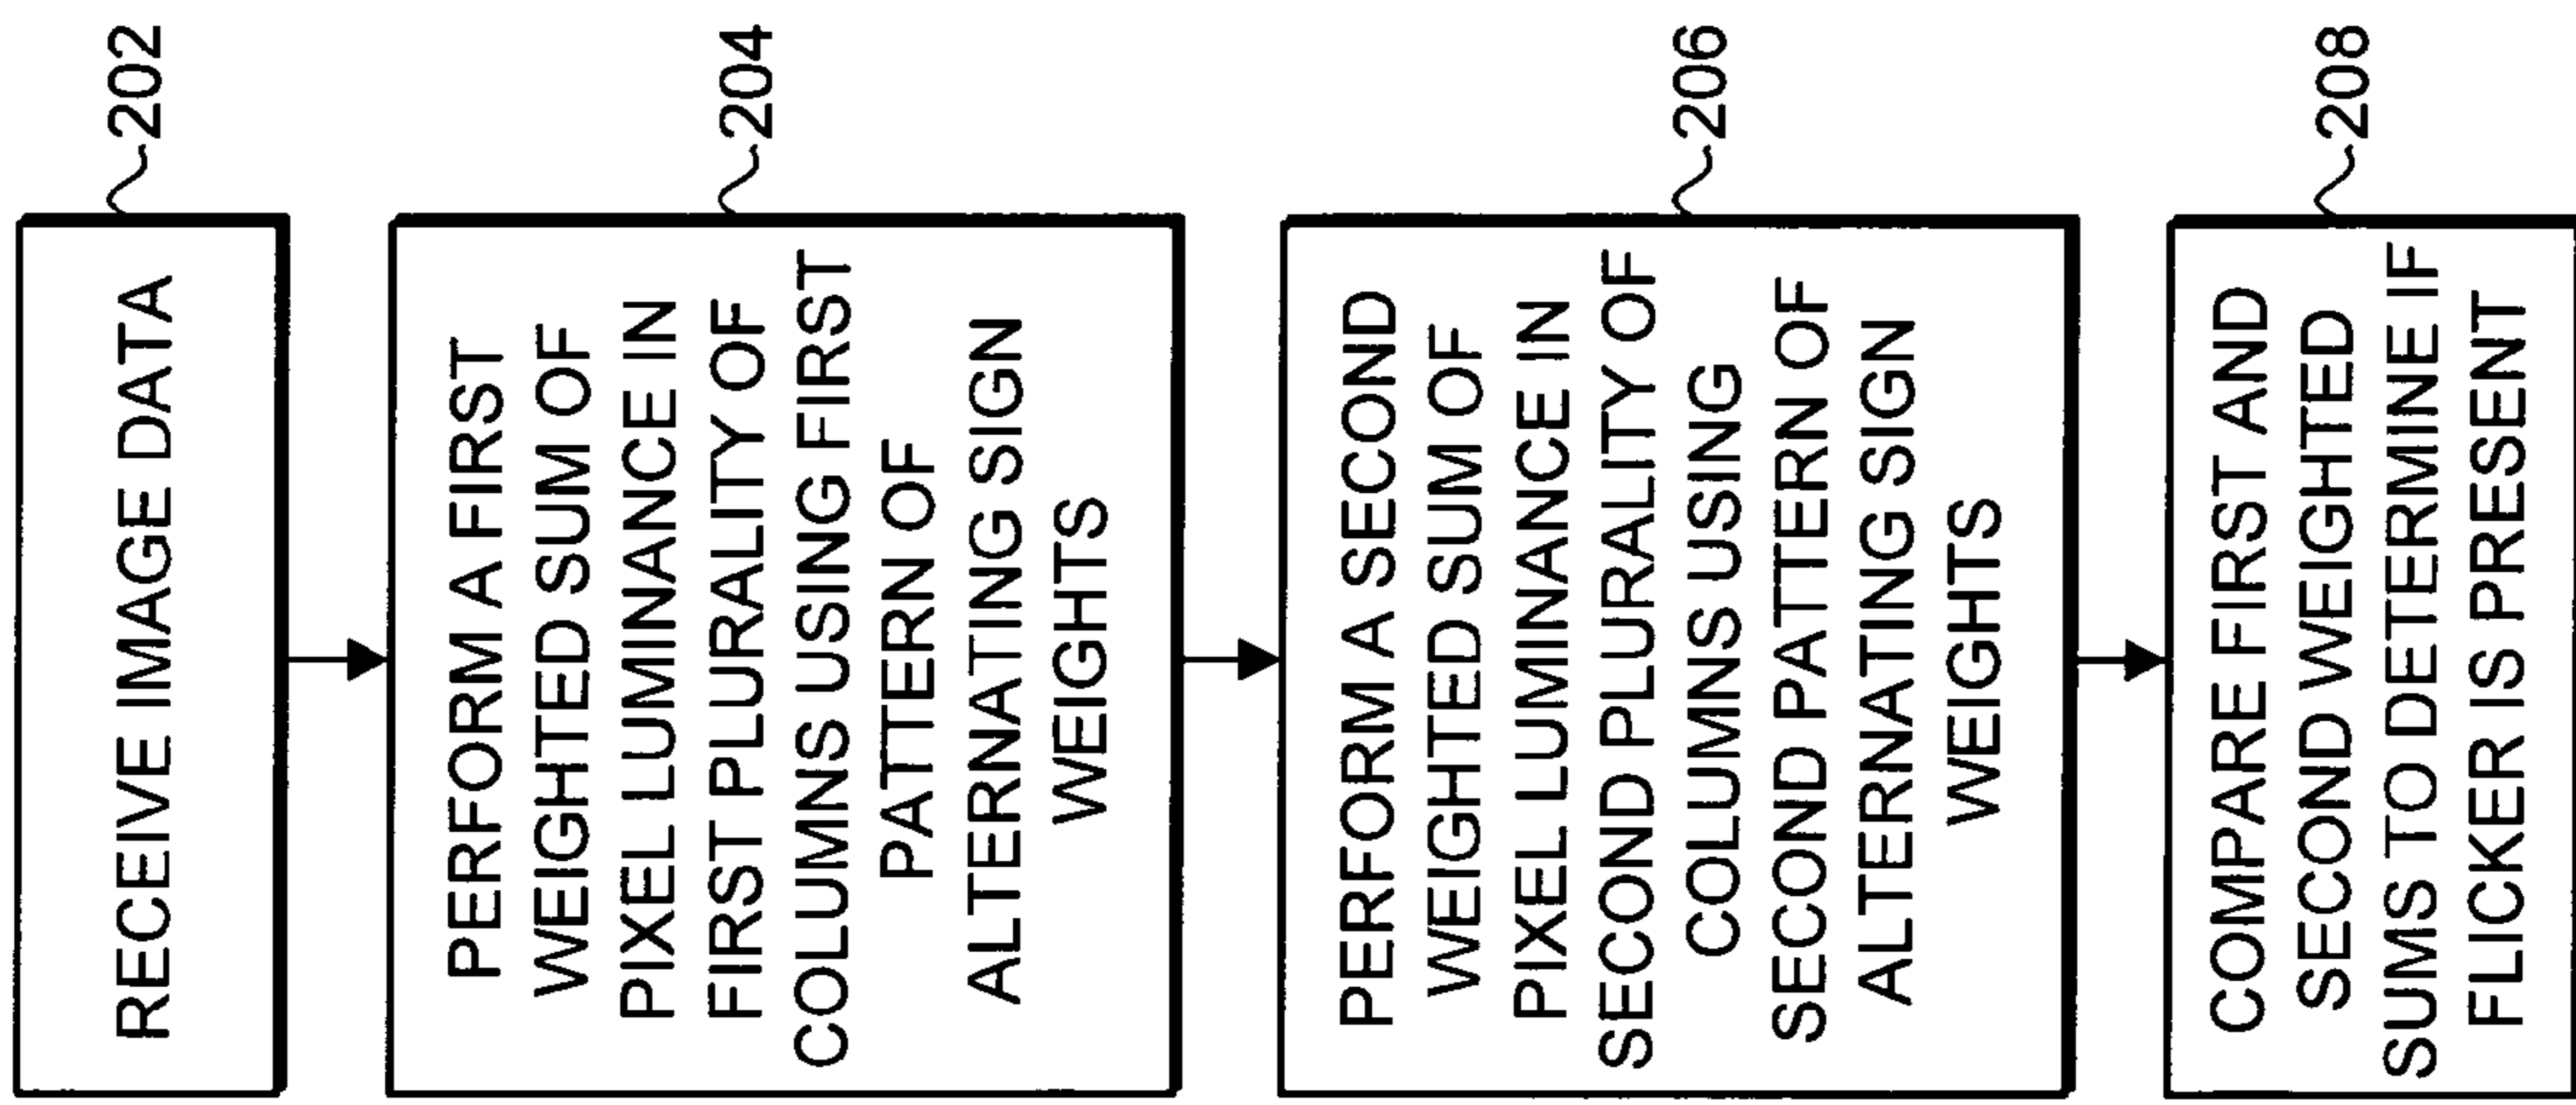 RECEIVE IMAGE DATA
202
PERFORM A FIRST
WEIGHTED SUM OF
PIXEL LUMINANCE IN
FIRST PLURALITY OF
COLUMNS USING FIRST
PATTERN OF
ALTERNATING SIGN
WEIGHTS
204
PERFORM A SECOND
WEIGHTED SUM OF
PIXEL LUMINANCE IN
SECOND PLURALITY OF
COLUMNS USING
SECOND PATTERN OF
ALTERNATING SIGN
WEIGHTS
206
COMPARE FIRST AND
SECOND WEIGHTED
SUMS TO DETERMINE IF
FLICKER IS PRESENT
208